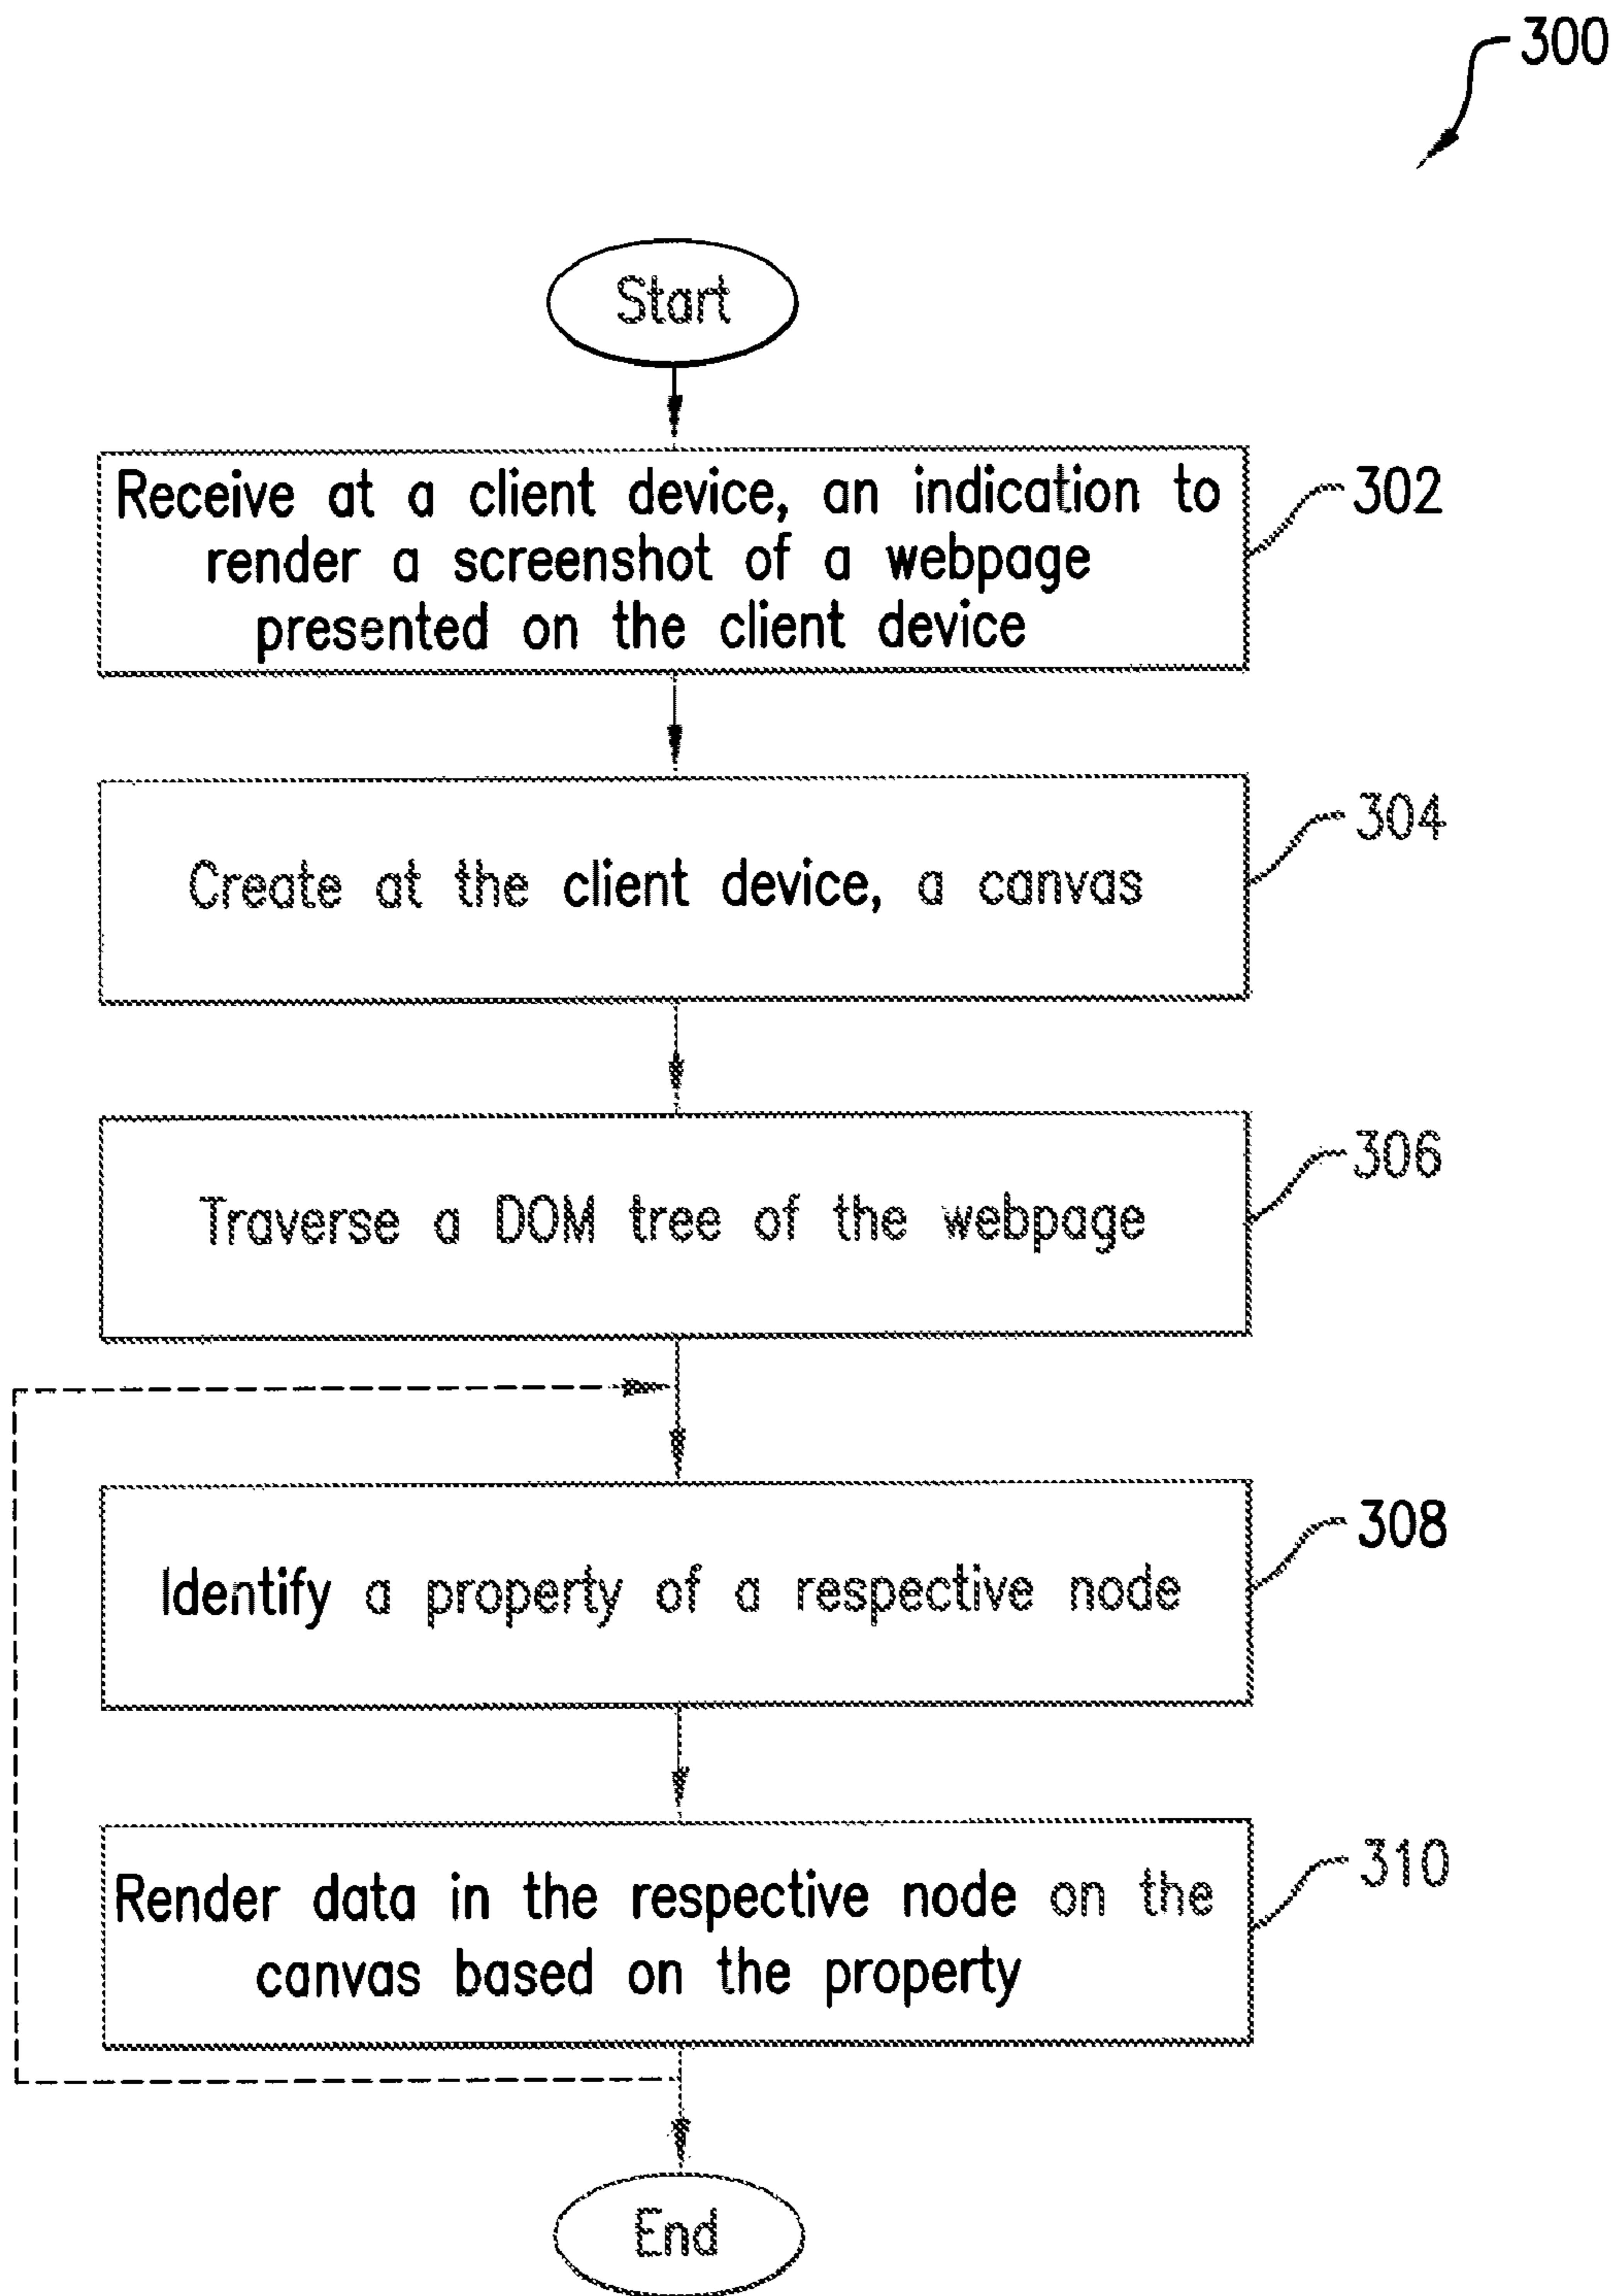 300
Start
Receive at a client device, an indication to
render a screenshot of a webpage
presented on the client device
302
Create at the client device, a canvas
304
Traverse a DOM tree of the webpage
306
Identify a property of a respective node
308
Render data in the respective node on the
canvas based on the property
310
End